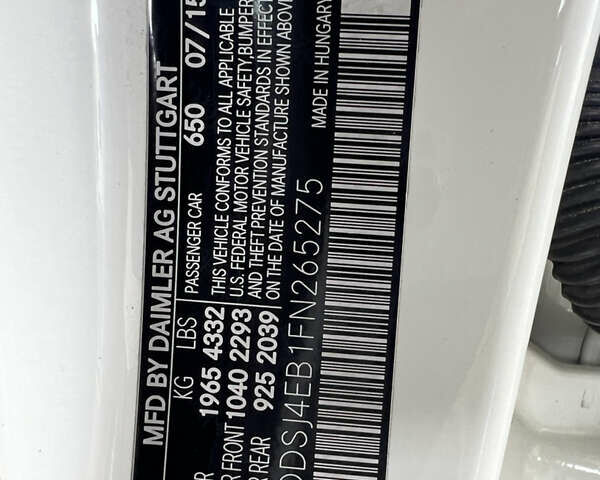 MFD BY DAIMLER AG STUTTGART
KG LBS PASSENGER CAR 650 07/15
1965 4332 THIS VEHICLE CONFORMS TO ALL APPLICABLE
FRONT 1040 2293 U.S. FEDERAL MOTOR VEHICLE SAFETY, BUMPER
REAR 925 2039 AND THEFT PREVENTION STANDARDS IN EFFECT
ON THE DATE OF MANUFACTURE SHOWN ABOVE
DSJ4EB1FN265275 MADE IN HUNGARY